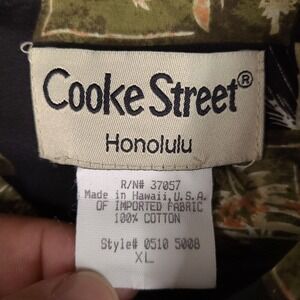 Cooke Street®
Honolulu
R/N# 37057
Made in Hawaii, U.S.A.
OF IMPORTED FABRIC
100% COTTON
Style# 0510 5008
XL